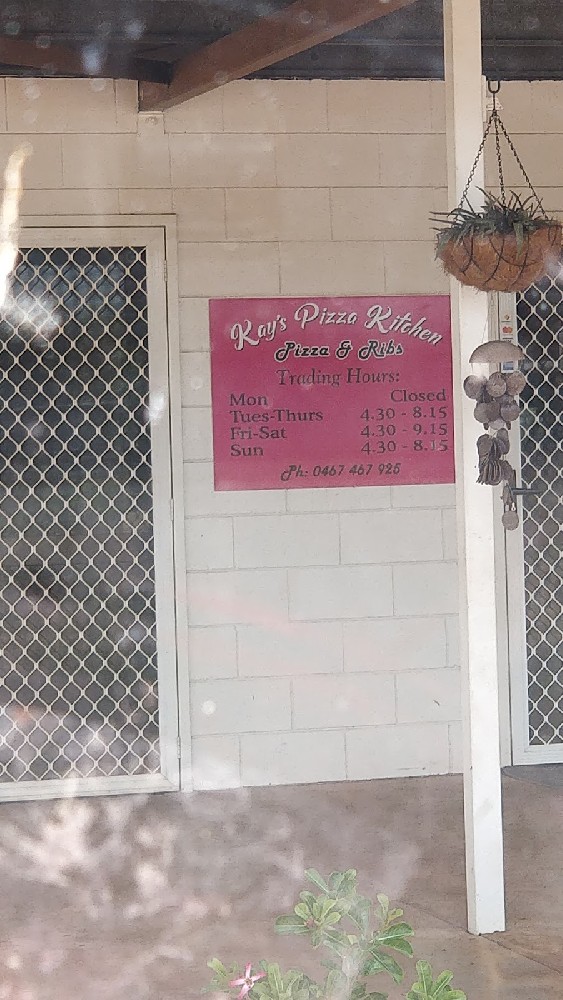 Kay's Pizza Kitchen
Pizza & Ribs
Trading Hours:
Mon Closed
Tues-Thurs 4.30 - 8.15
Fri-Sat 4.30 - 9.15
Sun 4.30 - 8.15
Ph: 0467 467 925